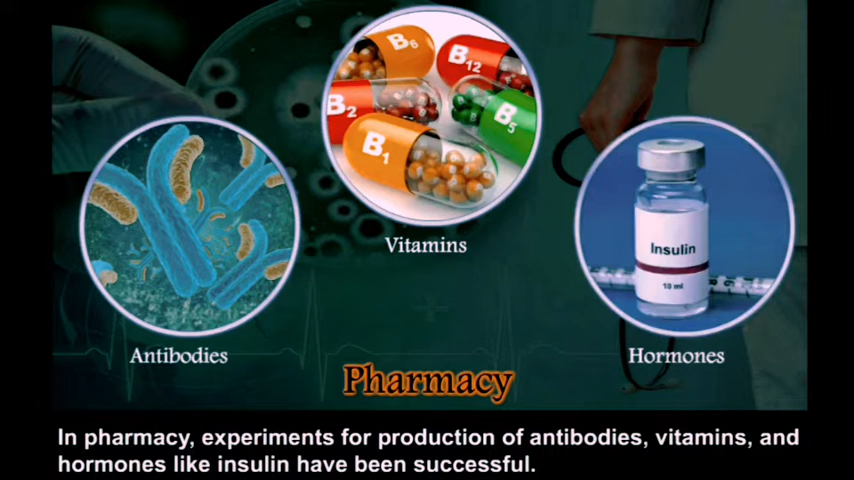 B6
B12
B2
B5
B1
Vitamins
Insulin
10 ml
Antibodies
Hormones
Pharmacy
In pharmacy, experiments for production of antibodies, vitamins, and
hormones like insulin have been successful.